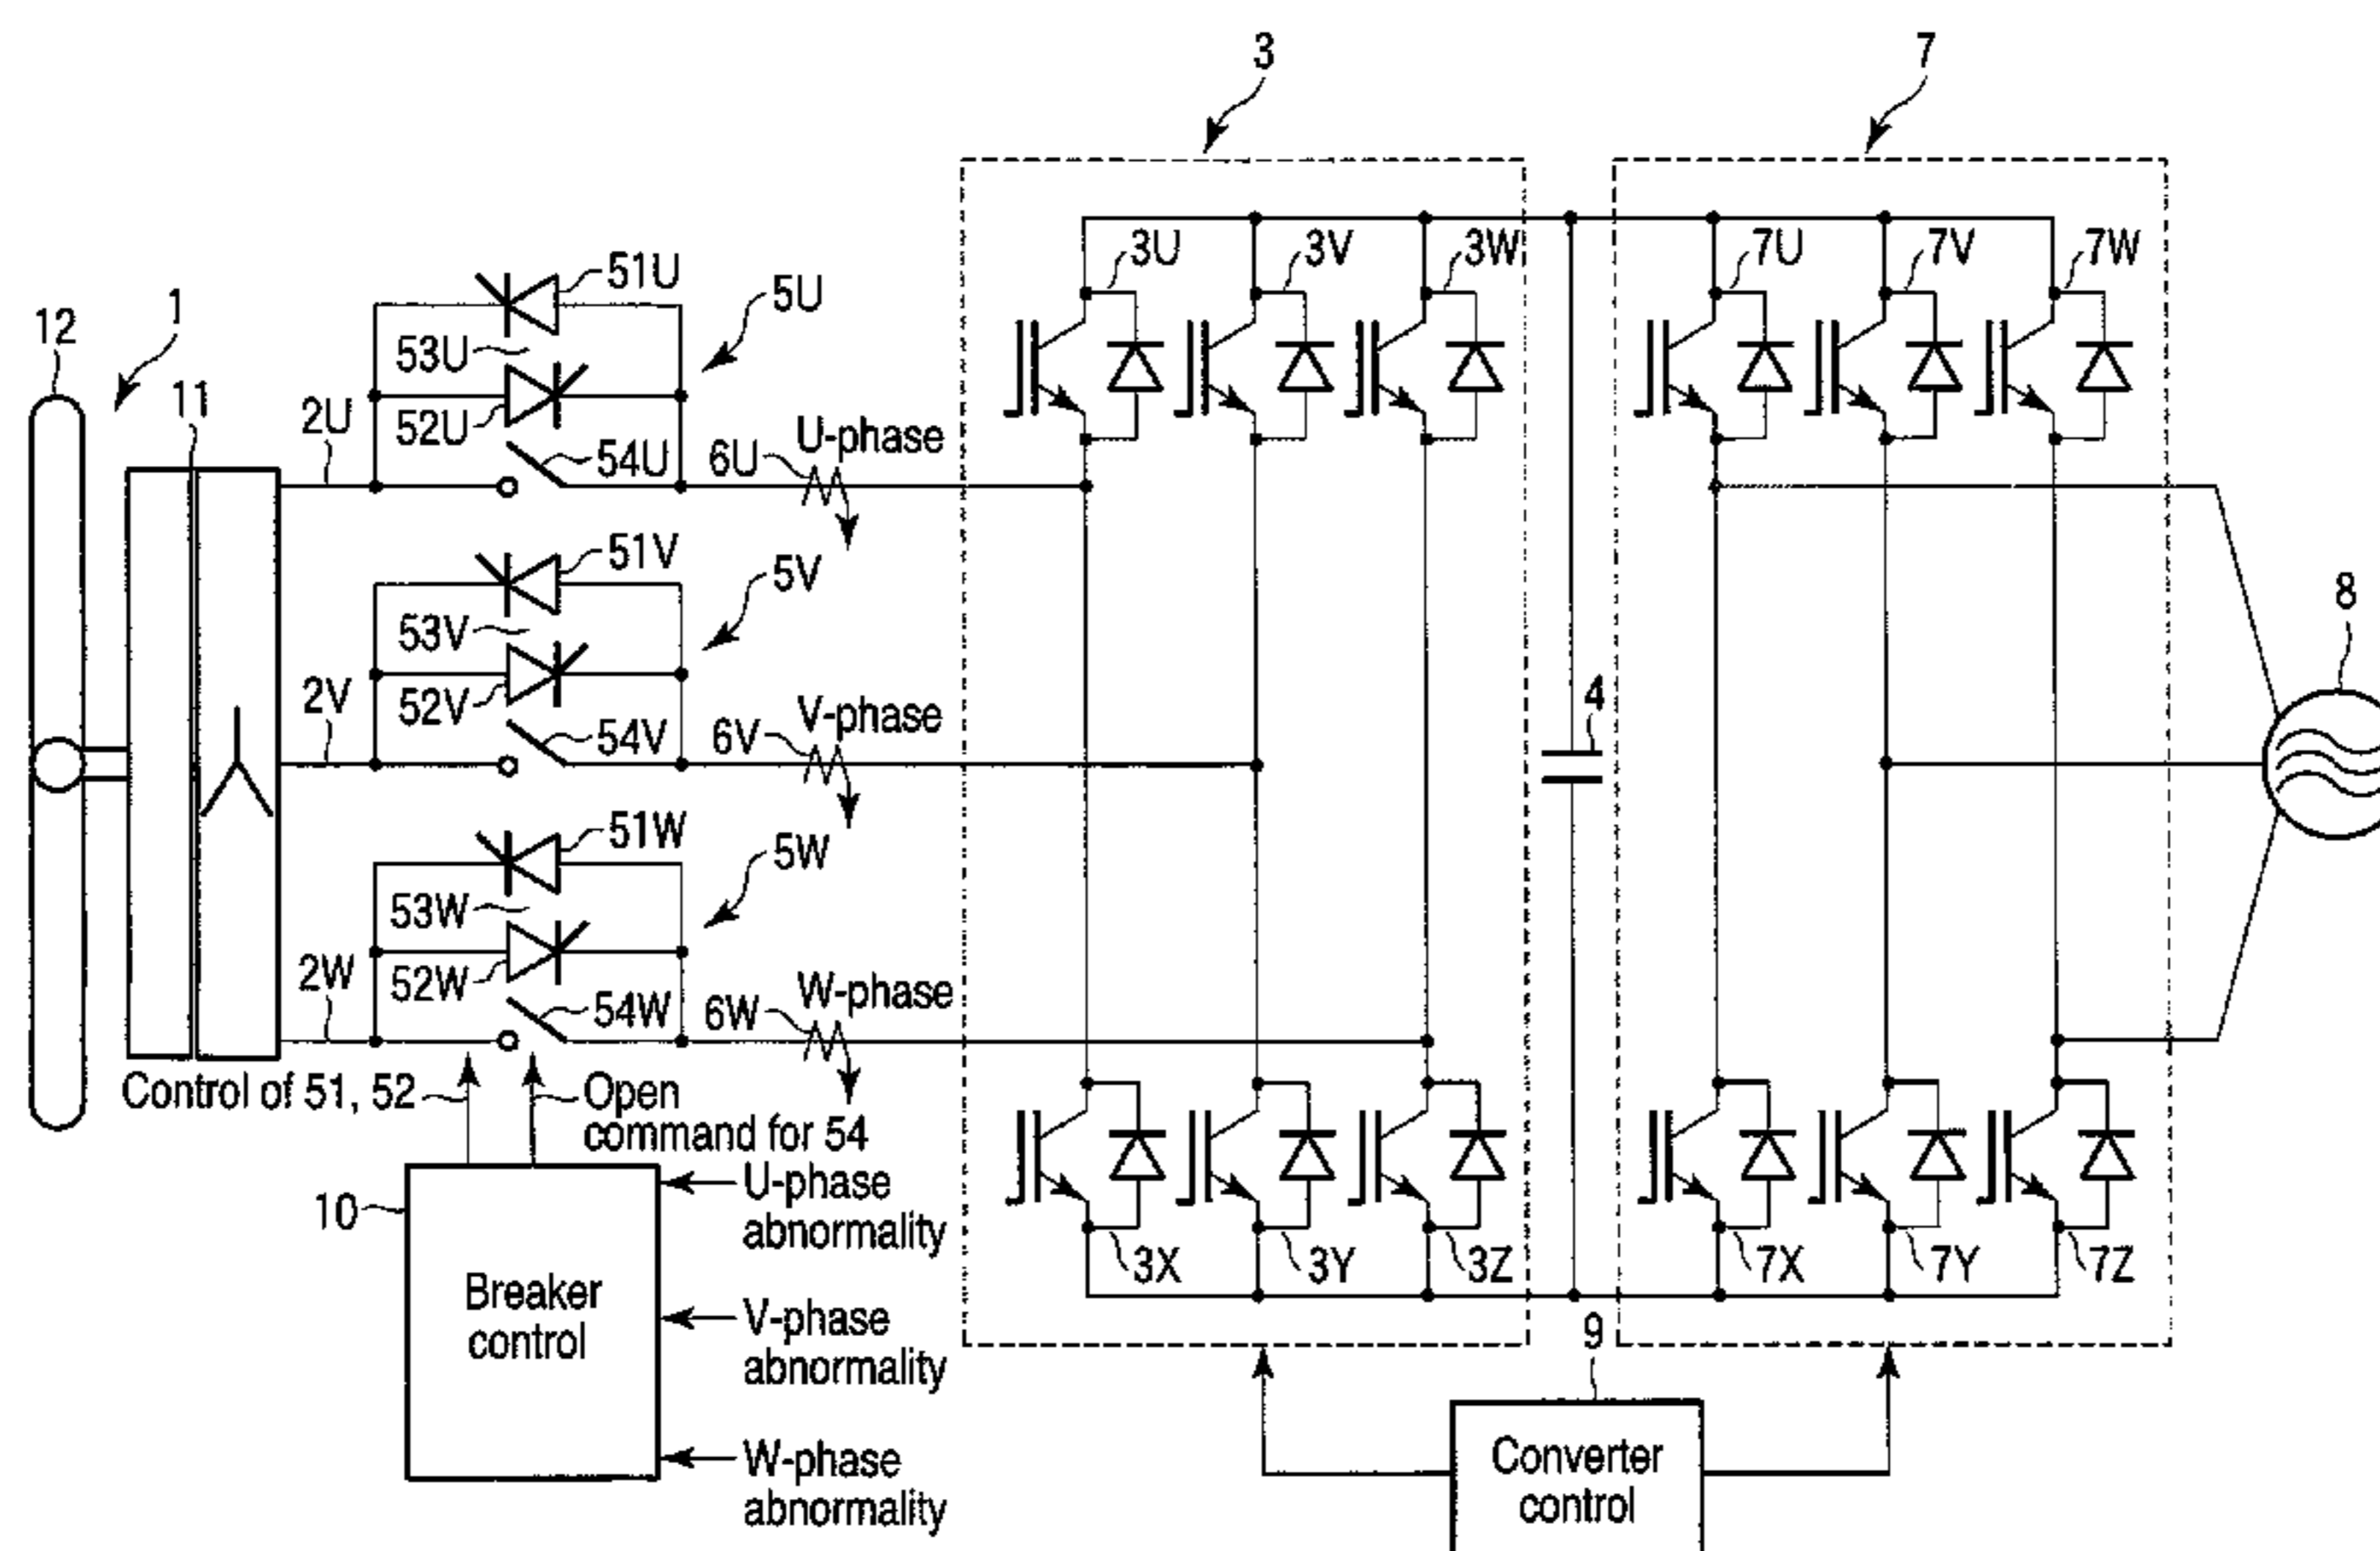 3
7
3U
3V
3W
7U
7V
7W
51U
5U
1
12
53U
11
2U
52U
54U
6U
U-phase
51V
5V
8
53V
2V
52V
54V
6V
V-phase
4
51W
5W
53W
2W
52W
54W
6W
W-phase
Control of 51, 52
Open
command for 54
10
U-phase
abnormality
3X
3Y
3Z
7X
7Y
7Z
Breaker
control
V-phase
abnormality
9
W-phase
abnormality
Converter
control